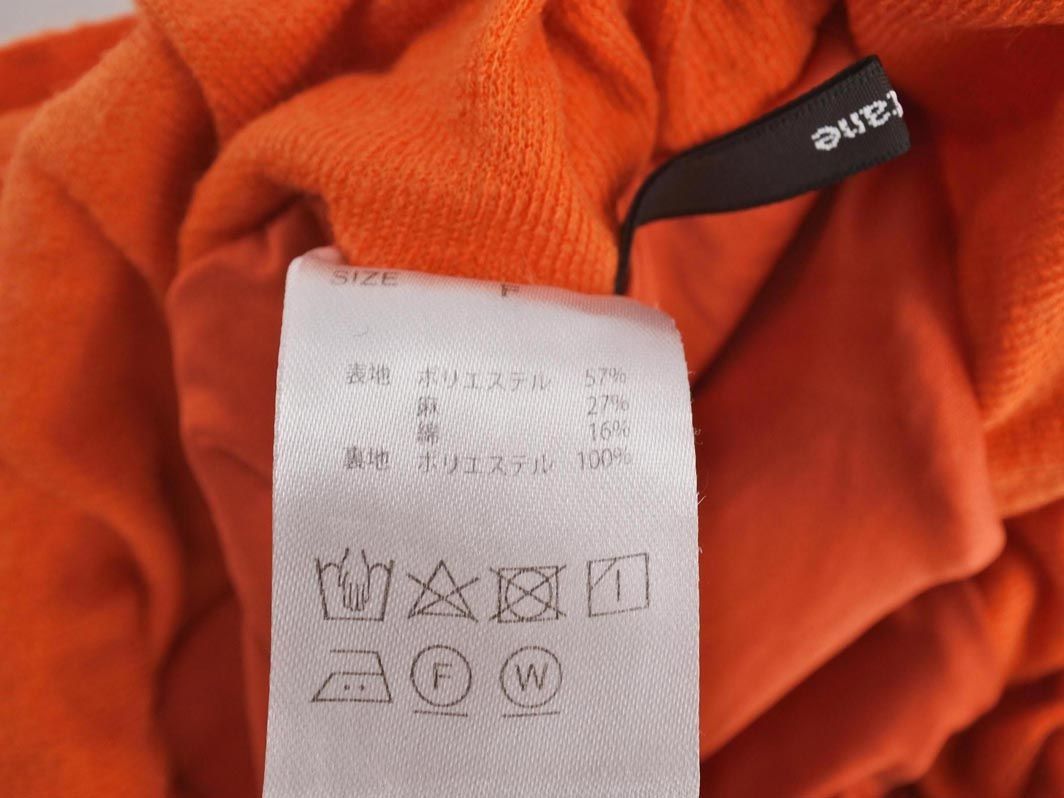 tane
SIZE F
表地 ポリエステル 57%
麻 27%
綿 16%
裏地 ポリエステル 100%
F W